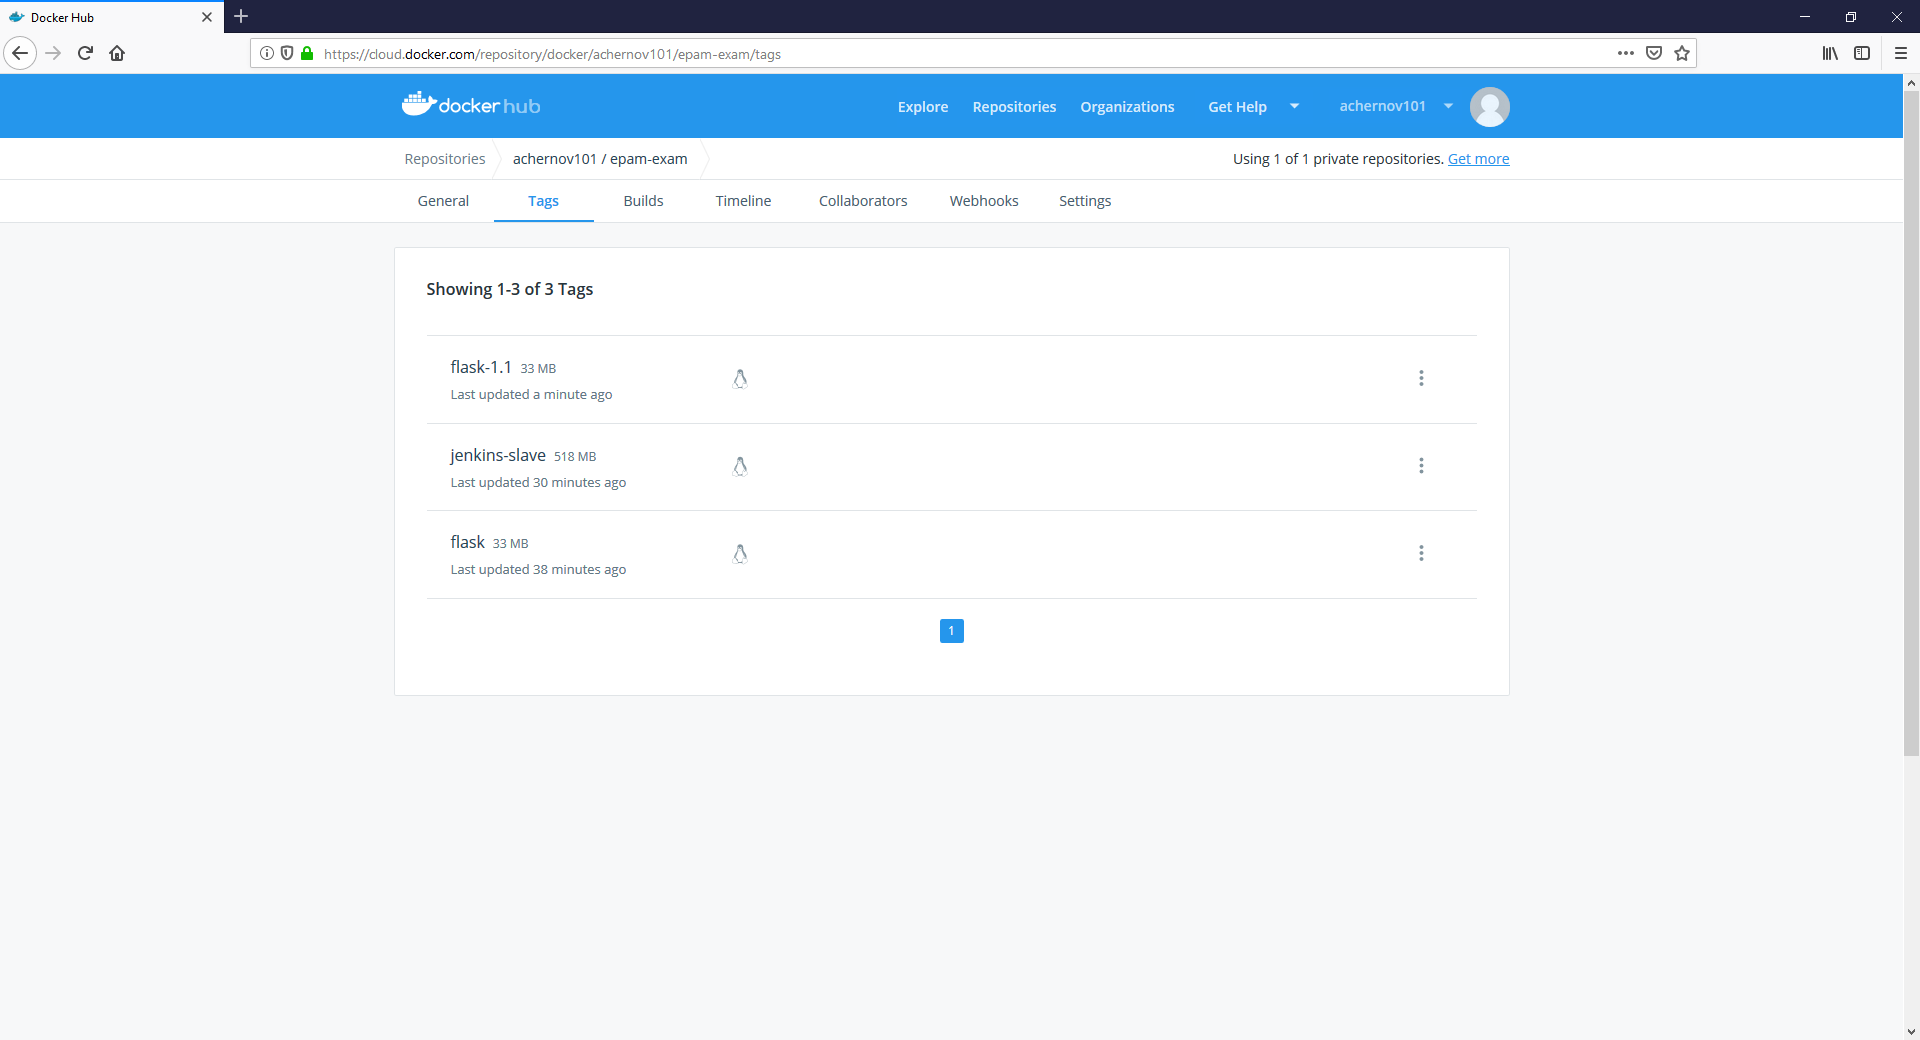 Docker Hub
https://cloud.docker.com/repository/docker/achernov101/epam-exam/tags
docker hub
Explore Repositories Organizations Get Help achernov101
Repositories achernov101 / epam-exam Using 1 of 1 private repositories. Get more
General Tags Builds Timeline Collaborators Webhooks Settings
Showing 1-3 of 3 Tags
flask-1.1 33 MB
Last updated a minute ago
jenkins-slave 518 MB
Last updated 30 minutes ago
flask 33 MB
Last updated 38 minutes ago
1